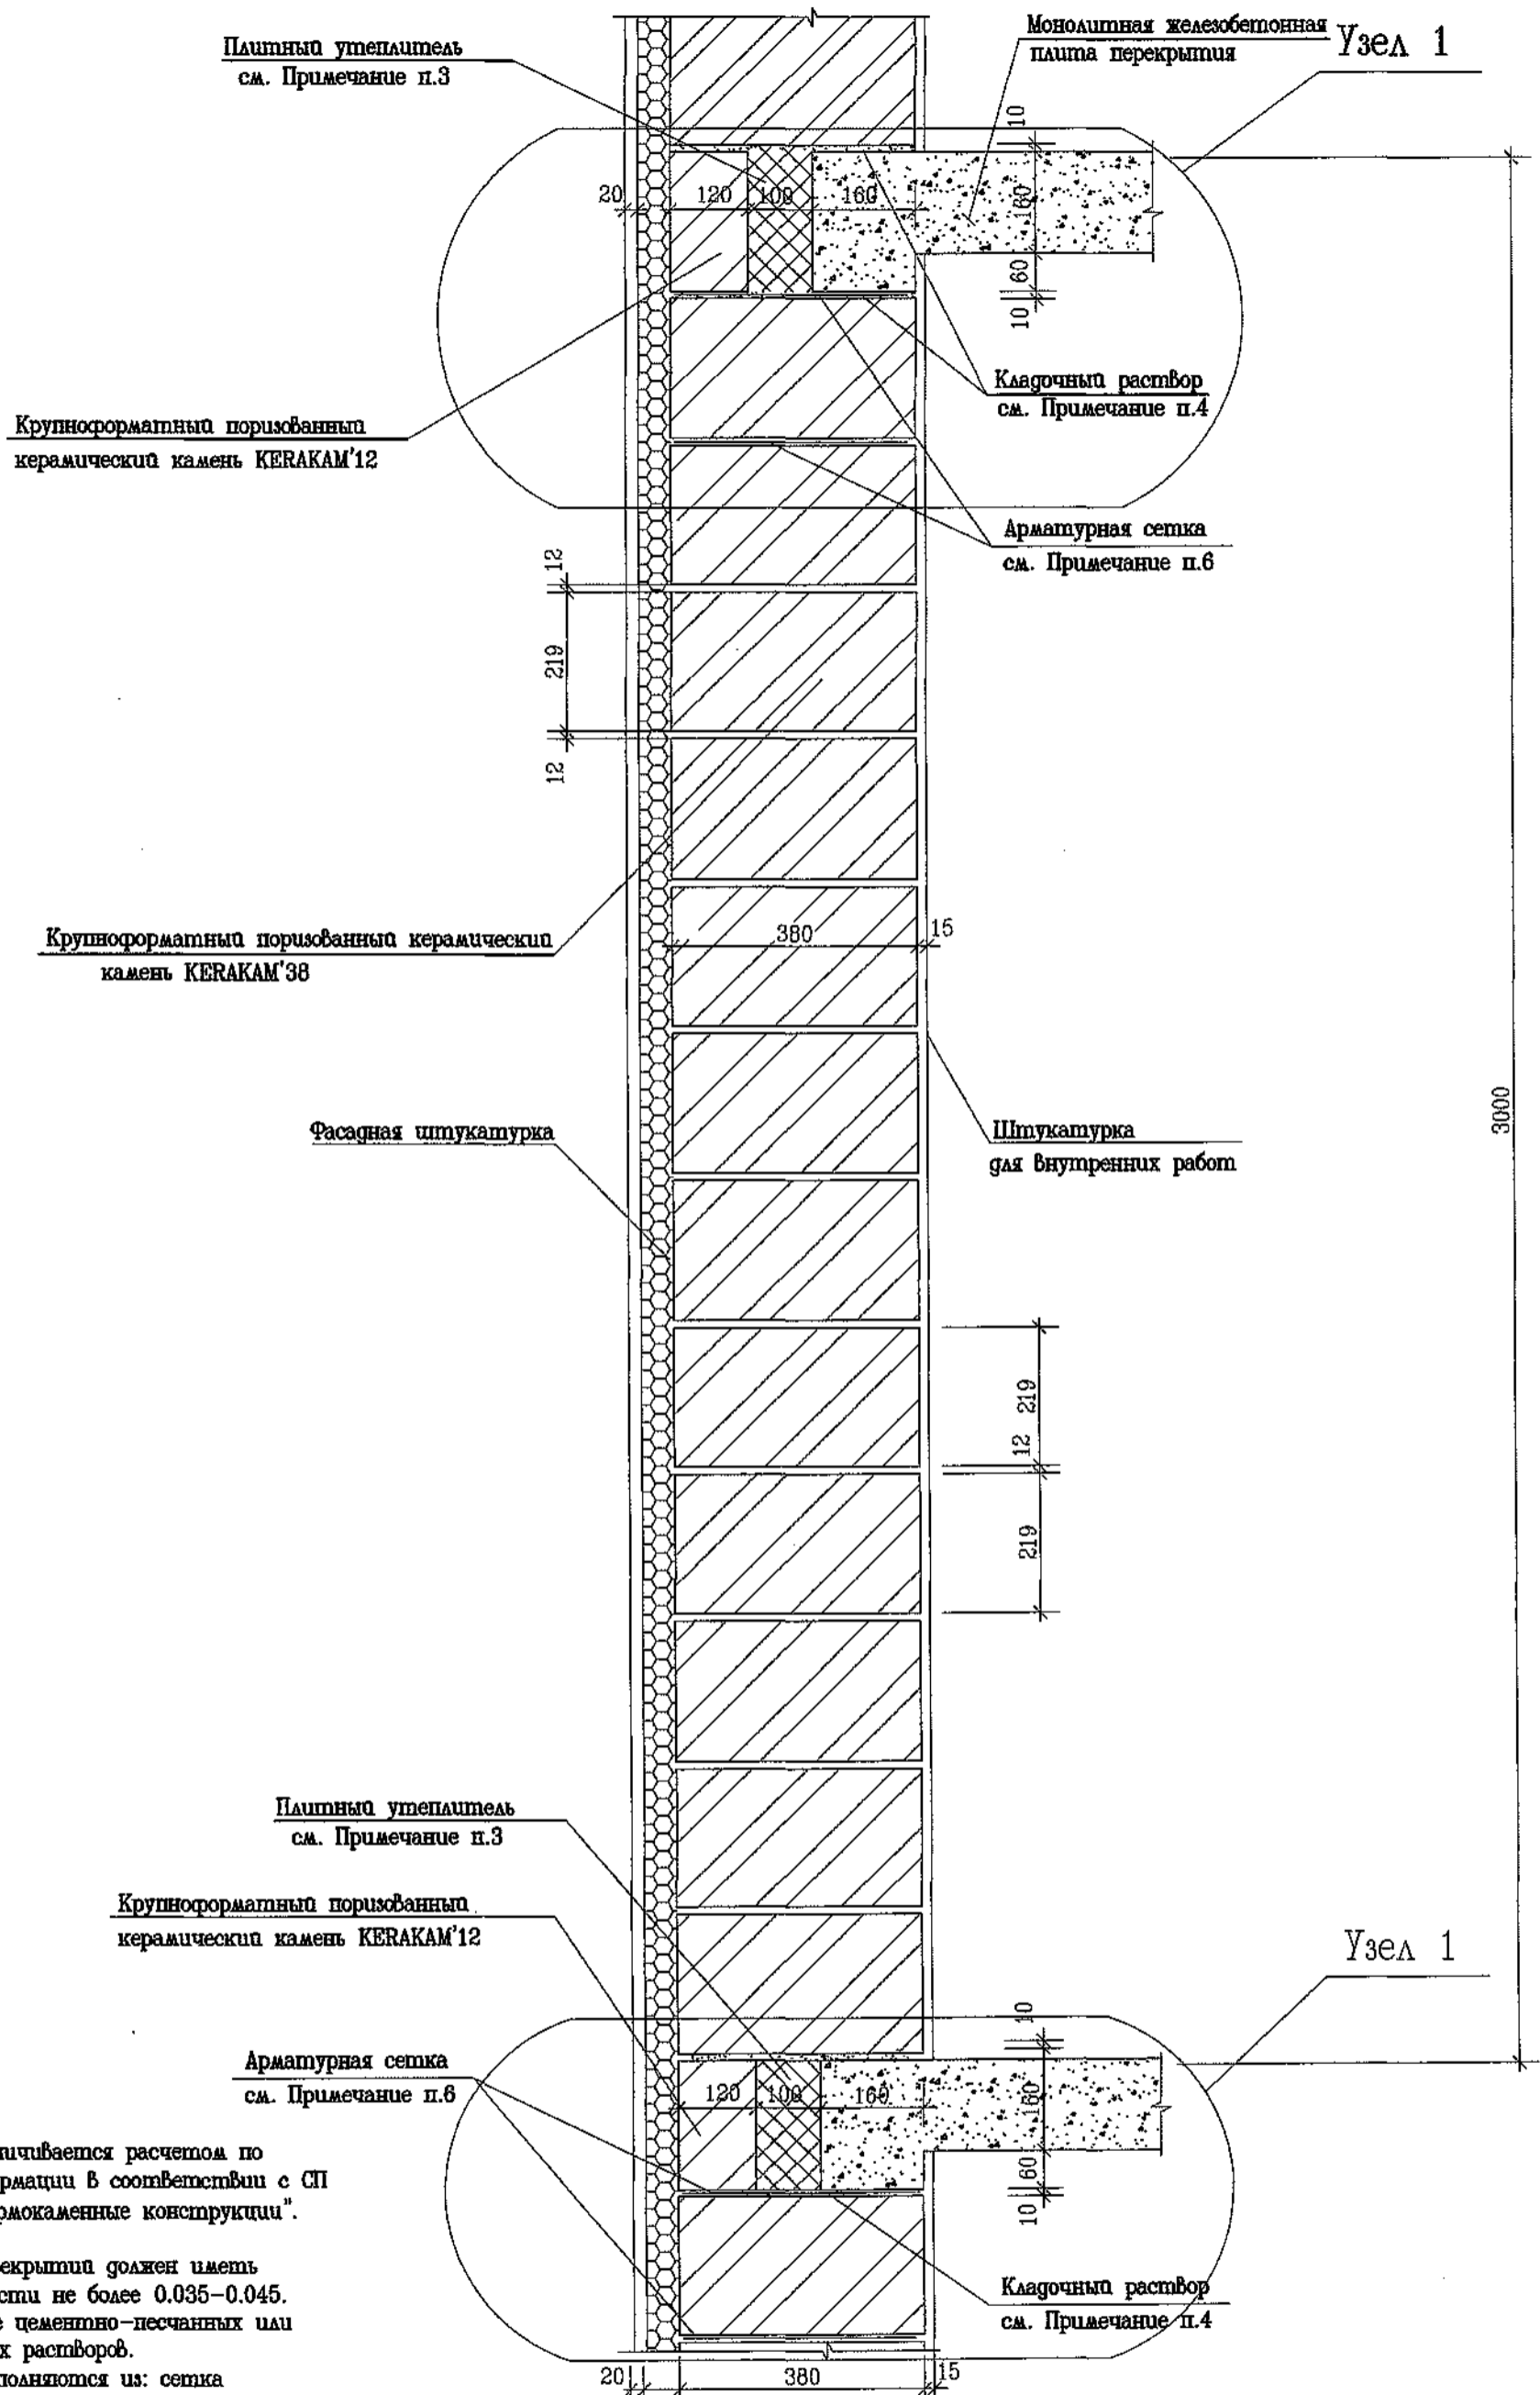 Плитный утеплитель
см. Примечание п.3
Монолитная железобетонная
плита перекрытия
Узел 1
10
20
120
100
160
160
60
10
Кладочный раствор
см. Примечание п.4
Крупноформатный поризованный
керамический камень KERAKAM'12
Арматурная сетка
см. Примечание п.6
12
219
12
Крупноформатный поризованный керамический
камень KERAKAM'38
380
15
3000
Фасадная штукатурка
Штукатурка
для внутренних работ
219
12
219
Плитный утеплитель
см. Примечание п.3
Крупноформатный поризованный
керамический камень KERAKAM'12
Узел 1
10
Арматурная сетка
см. Примечание п.6
120
100
160
160
60
10
Кладочный раствор
см. Примечание п.4
ичивается расчетом по
рмации в соответствии с СП
рмокаменные конструкции".
екрытий должен иметь
сти не более 0.035-0.045.
е цементно-песчанных или
х растворов.
полняются из: сетка
20
380
15